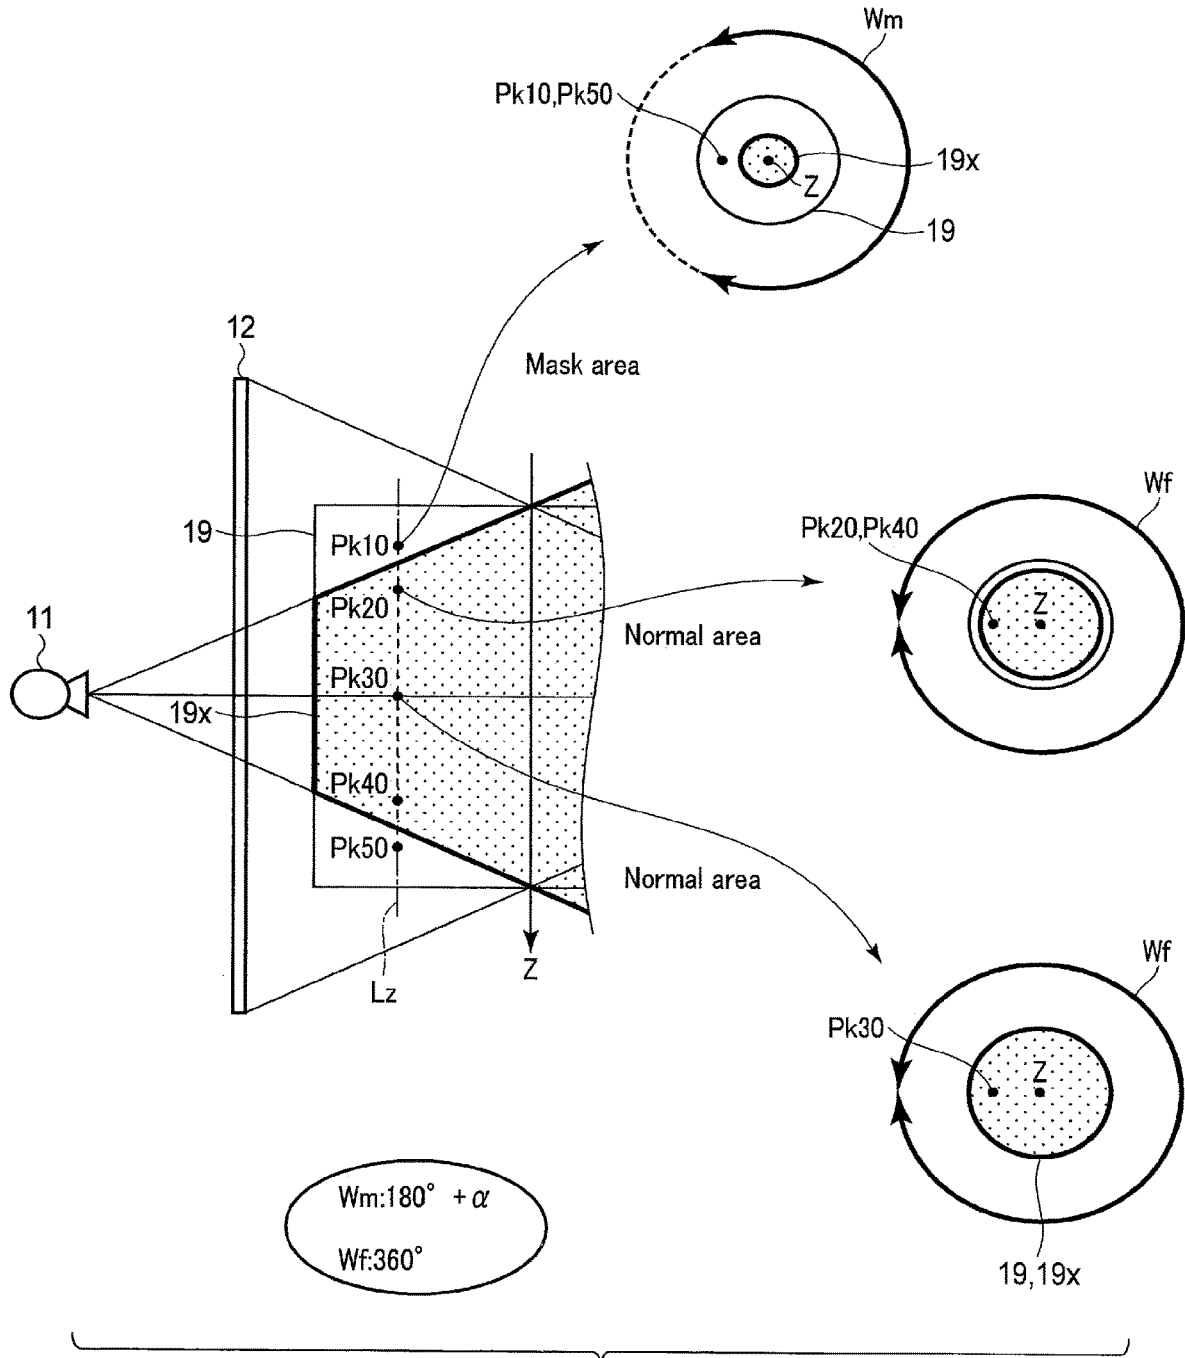 Wm
Pk10,Pk50
19x
Z
19
12
Mask area
Wf
19
Pk10
Pk20,Pk40
Pk20
Z
11
Normal area
Pk30
19x
Pk40
Pk50
Normal area
Z
Lz
Wf
Pk30
Z
Wm:180° +α
Wf:360°
19,19x